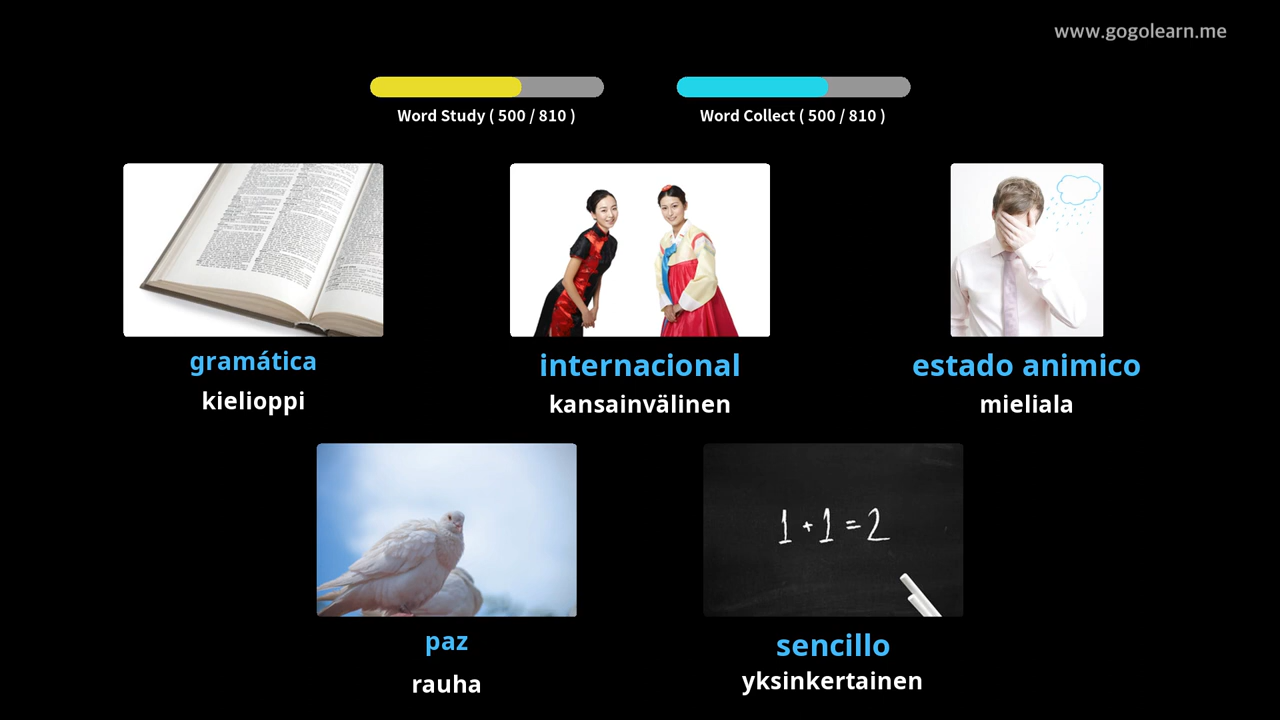 www.gogolearn.me
Word Study ( 500 / 810 )
Word Collect ( 500 / 810 )
gramática
kielioppi
internacional
kansainvälinen
estado animico
mieliala
1 + 1 = 2
paz
rauha
sencillo
yksinkertainen